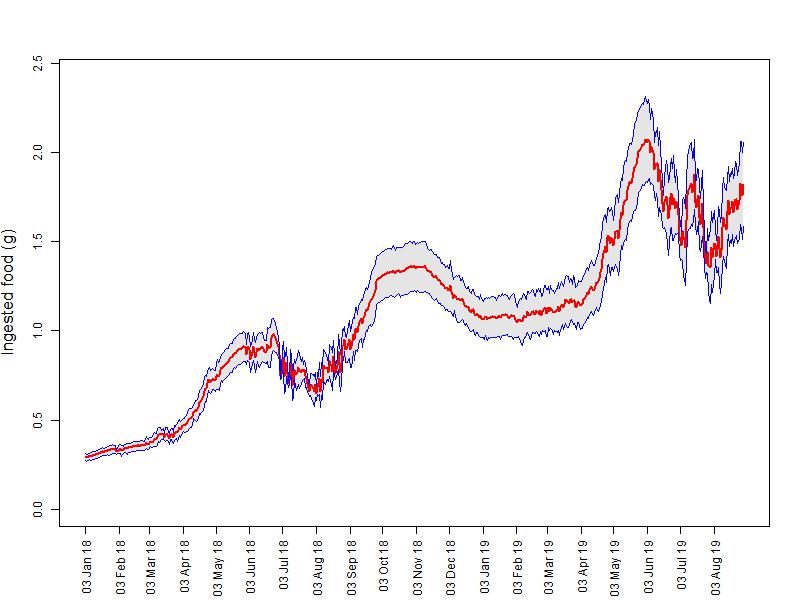 Ingested food (g)
2.5
2.0
1.5
1.0
0.5
0.0
03 Jan 18
03 Feb 18
03 Mar 18
03 Apr 18
03 May 18
03 Jun 18
03 Jul 18
03 Aug 18
03 Sep 18
03 Oct 18
03 Nov 18
03 Dec 18
03 Jan 19
03 Feb 19
03 Mar 19
03 Apr 19
03 May 19
03 Jun 19
03 Jul 19
03 Aug 19